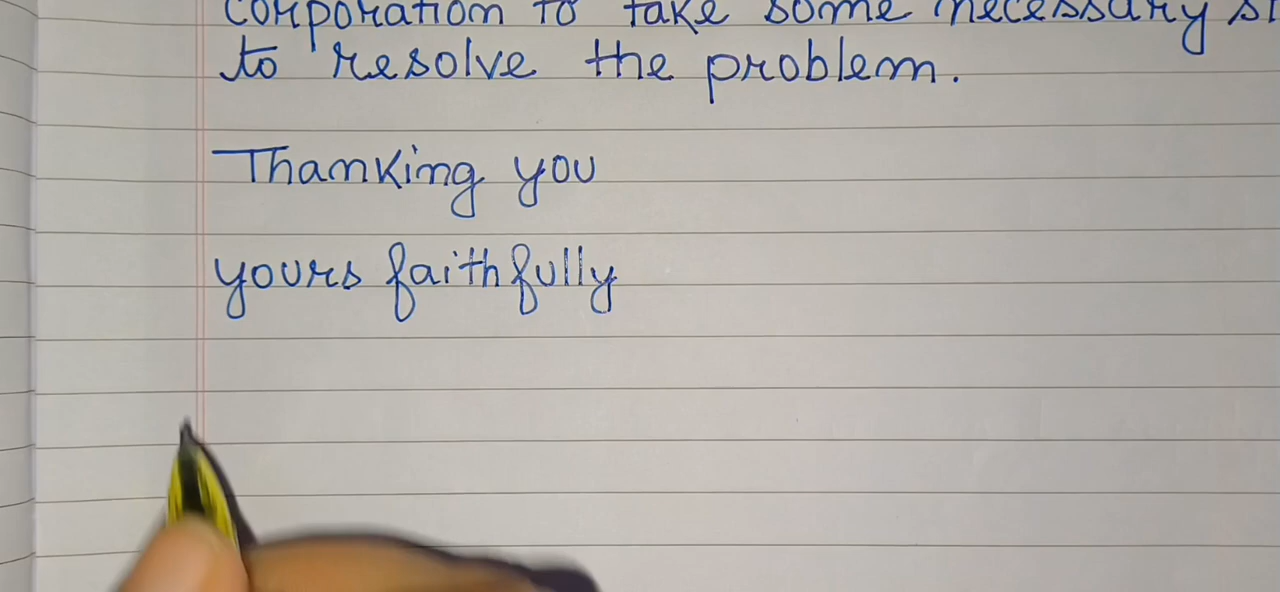 corporation to take some necessary
to resolve the problem.
Thanking you
yours faithfully